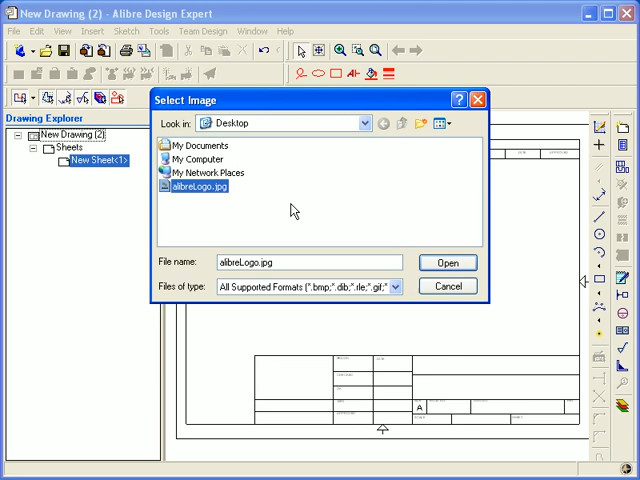 New Drawing (2) - Alibre Design Expert
File Edit View Insert Sketch Tools Team Design Window Help
Drawing Explorer
New Drawing (2)
Sheets
New Sheet<1>
Select Image
Look in: Desktop
My Documents
My Computer
My Network Places
alibreLogo.jpg
File name: alibreLogo.jpg
Open
Files of type: All Supported Formats (*.bmp;*.dib;*.rle;*.gif;*
Cancel
A